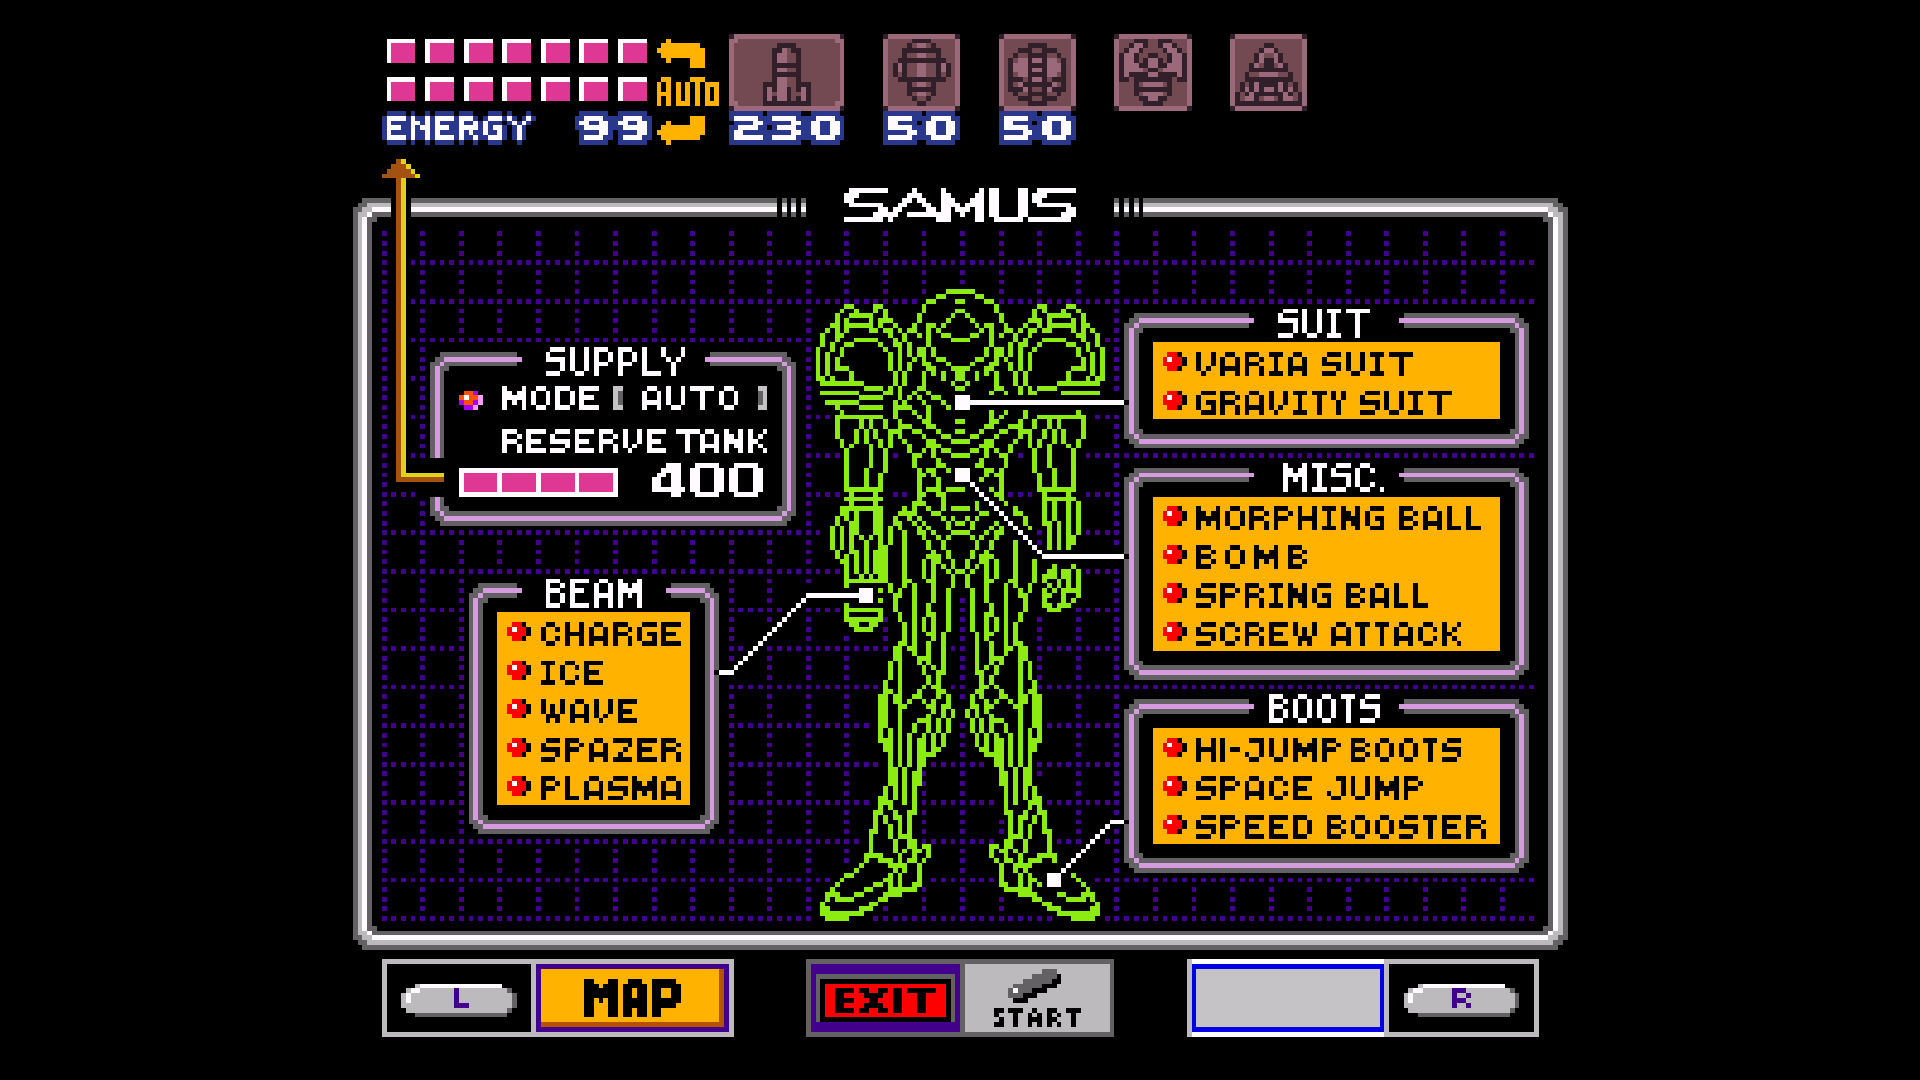 AUTO
ENERGY 99 230 50 50
SAMUS
SUPPLY
MODE [ AUTO ]
RESERVE TANK
400
BEAM
CHARGE
ICE
WAVE
SPAZER
PLASMA
SUIT
VARIA SUIT
GRAVITY SUIT
MISC.
MORPHING BALL
BOMB
SPRING BALL
SCREW ATTACK
BOOTS
HI-JUMP BOOTS
SPACE JUMP
SPEED BOOSTER
L MAP
EXIT START
R